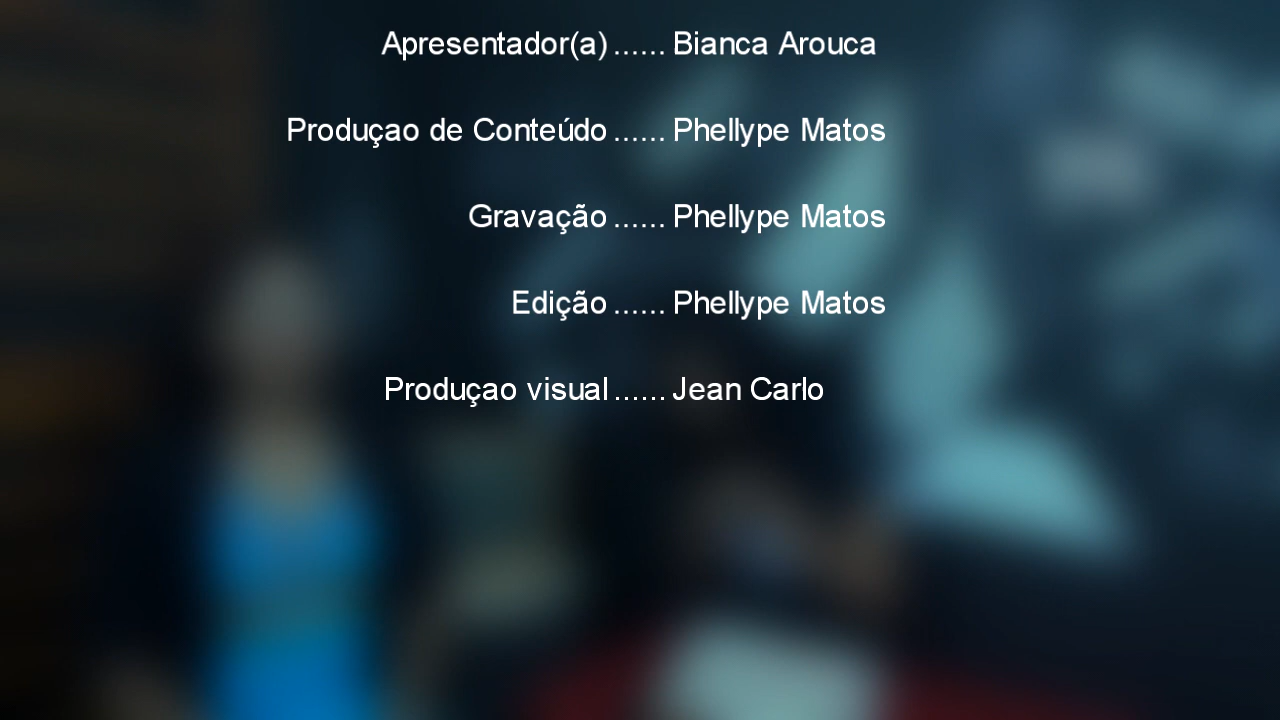 Apresentador(a) ...... Bianca Arouca
Produçao de Conteúdo ...... Phellype Matos
Gravação ...... Phellype Matos
Edição ...... Phellype Matos
Produçao visual ...... Jean Carlo